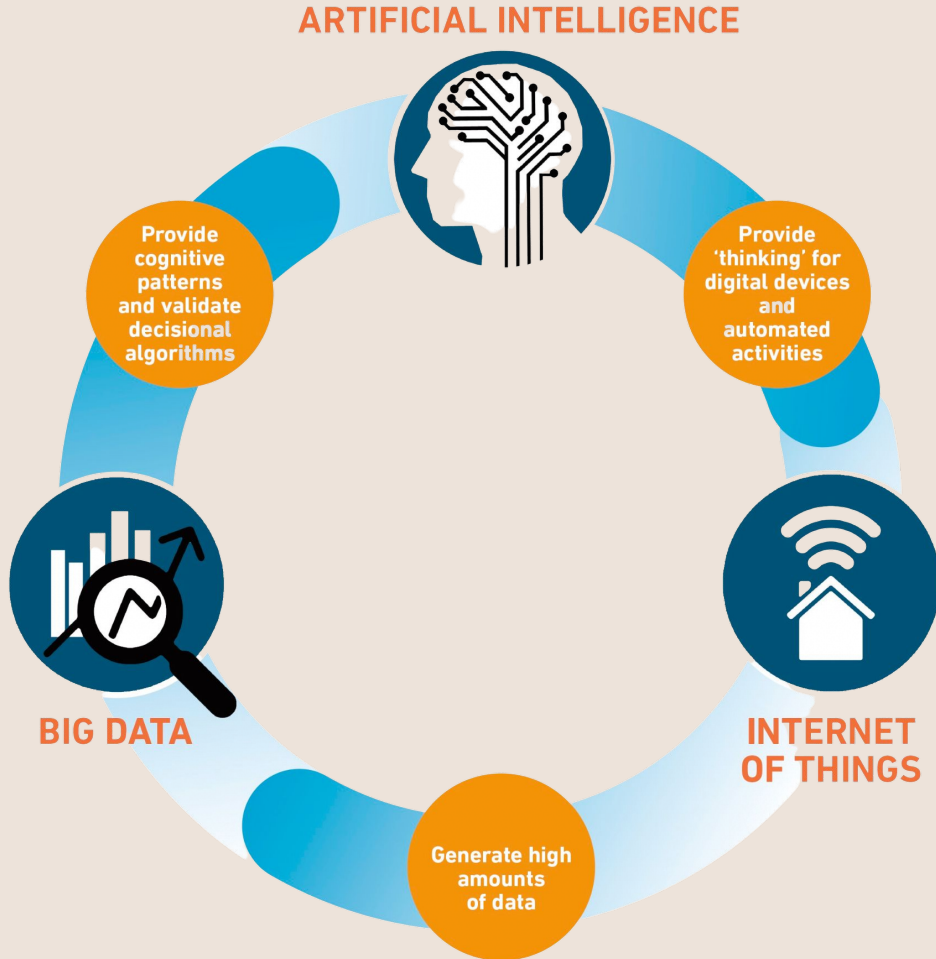 ARTIFICIAL INTELLIGENCE
Provide
cognitive
patterns
and validate
decisional
algorithms
Provide
‘thinking’ for
digital devices
and
automated
activities
BIG DATA
INTERNET
OF THINGS
Generate high
amounts
of data